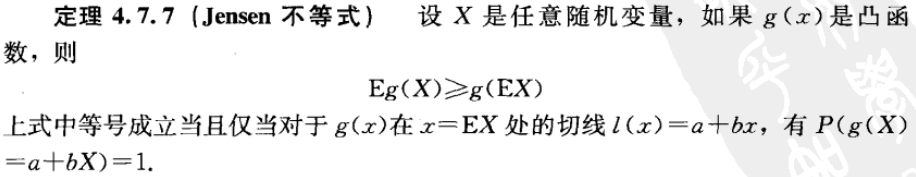 定理 4.7.7 (Jensen 不等式) 设 X 是任意随机变量，如果 g(x)是凸函
数，则
Eg(X)⩾g(EX)
上式中等号成立当且仅当对于 g(x)在 x=EX 处的切线 l(x)=a+bx，有 P(g(X)
=a+bX)=1.